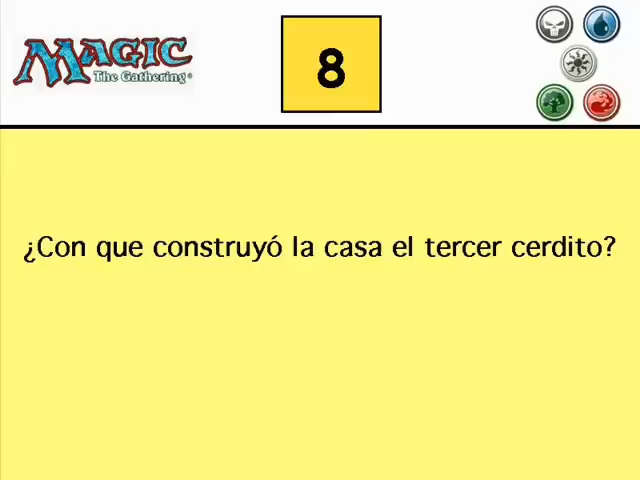 MAGIC
The Gathering®
8
¿Con que construyó la casa el tercer cerdito?